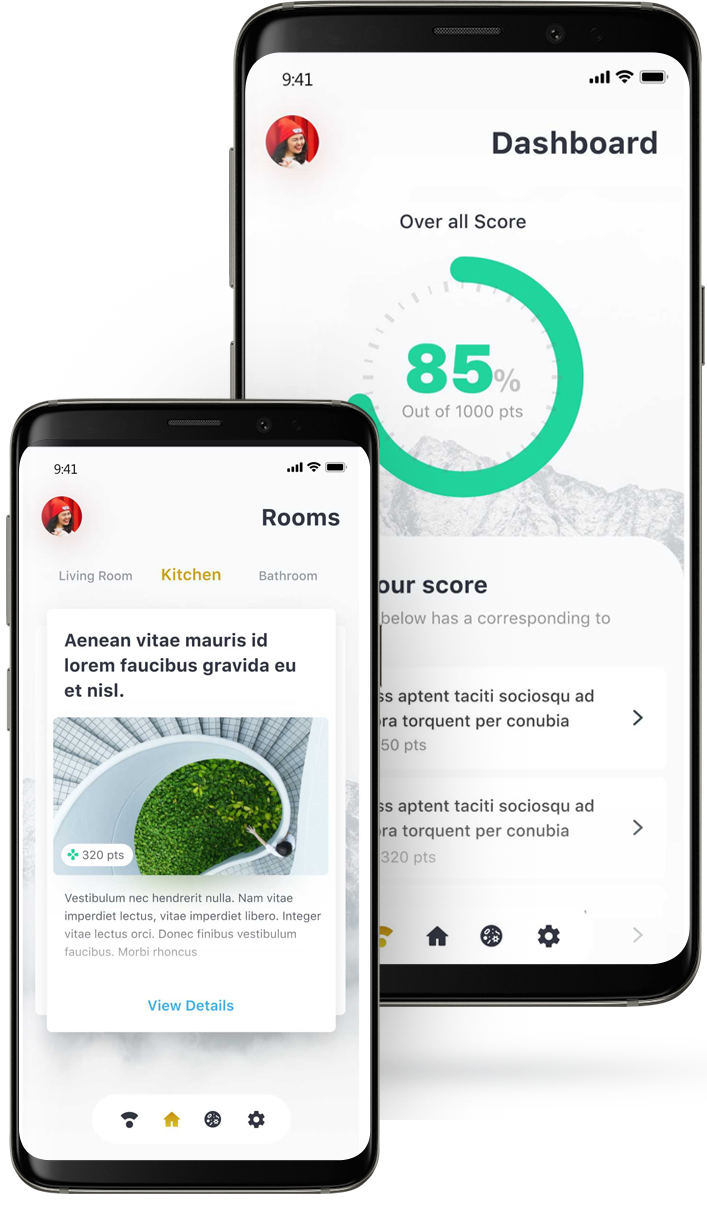 9:41
Dashboard
Over all Score
85%
Out of 1000 pts
our score
below has a corresponding to
ss aptent taciti sociosqu ad
ora torquent per conubia
50 pts
ss aptent taciti sociosqu ad
ora torquent per conubia
320 pts
9:41
Rooms
Living Room Kitchen Bathroom
Aenean vitae mauris id
lorem faucibus gravida eu
et nisl.
320 pts
Vestibulum nec hendrerit nulla. Nam vitae
imperdiet lectus, vitae imperdiet libero. Integer
vitae lectus orci. Donec finibus vestibulum
faucibus. Morbi rhoncus
View Details